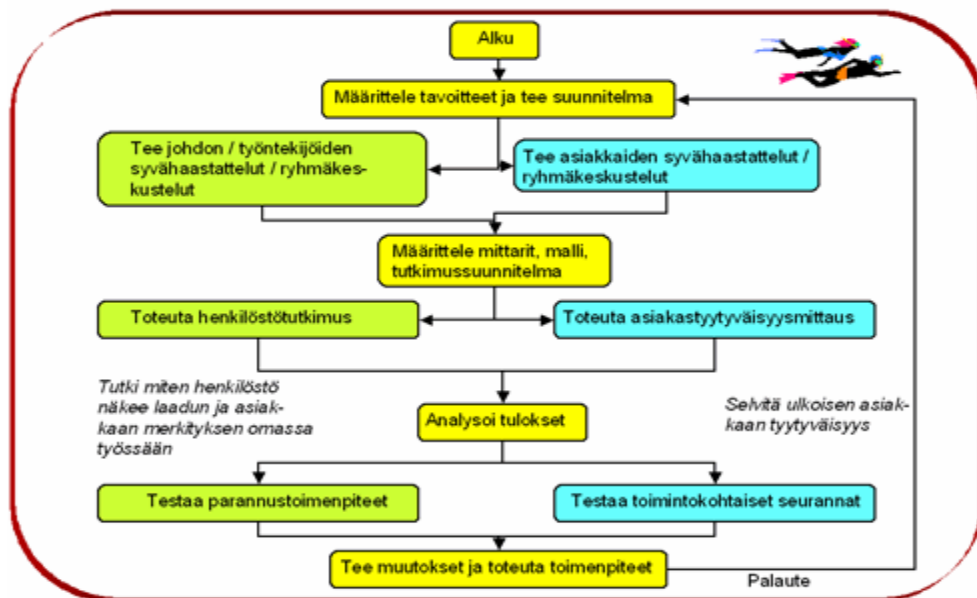 Alku
Määrittele tavoitteet ja tee suunnitelma
Tee johdon / työntekijöiden
syvähaastattelut / ryhmäkes-
kustelut
Tee asiakkaiden syvähaastattelut /
ryhmäkeskustelut
Määrittele mittarit, malli,
tutkimussuunnitelma
Toteuta henkilöstötutkimus
Toteuta asiakastyytyväisyysmittaus
Tutki miten henkilöstö
näkee laadun ja asiak-
kaan merkityksen omassa
työssään
Analysoi tulokset
Selvitä ulkoisen asiak-
kaan tyytyväisyys
Testaa parannustoimenpiteet
Testaa toimintokohtaiset seurannat
Tee muutokset ja toteuta toimenpiteet
Palaute